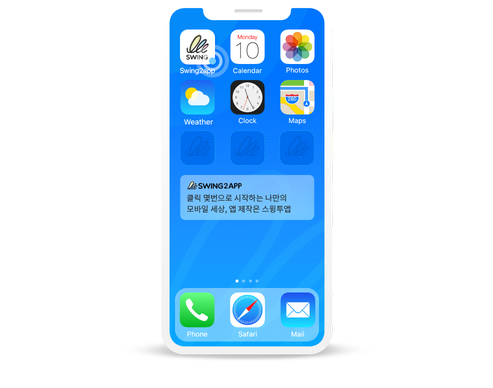 SWING
Monday
10
Swing2app
Calendar
Photos
280
Weather
Clock
Maps
SWING2APP
클릭 몇번으로 시작하는 나만의
모바일 세상, 앱 제작은 스윙투앱
Phone
Safari
Mail